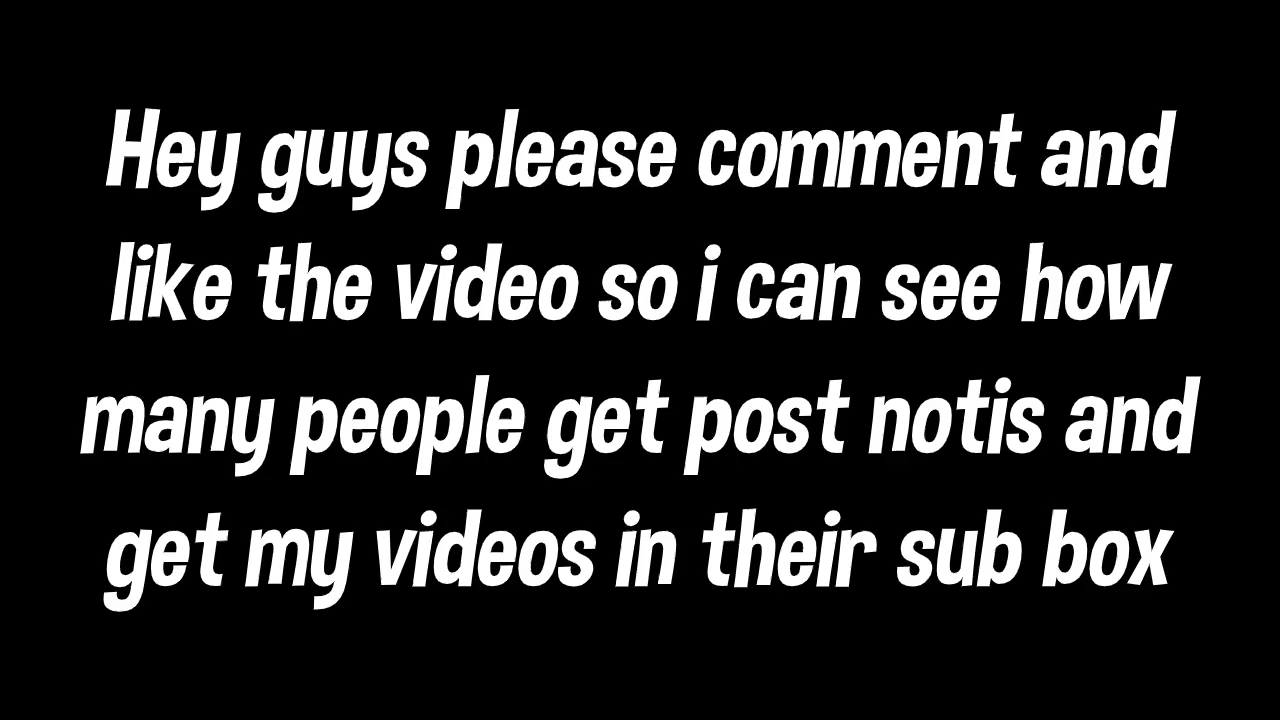 Hey guys please comment and
like the video so i can see how
many people get post notis and
get my videos in their sub box